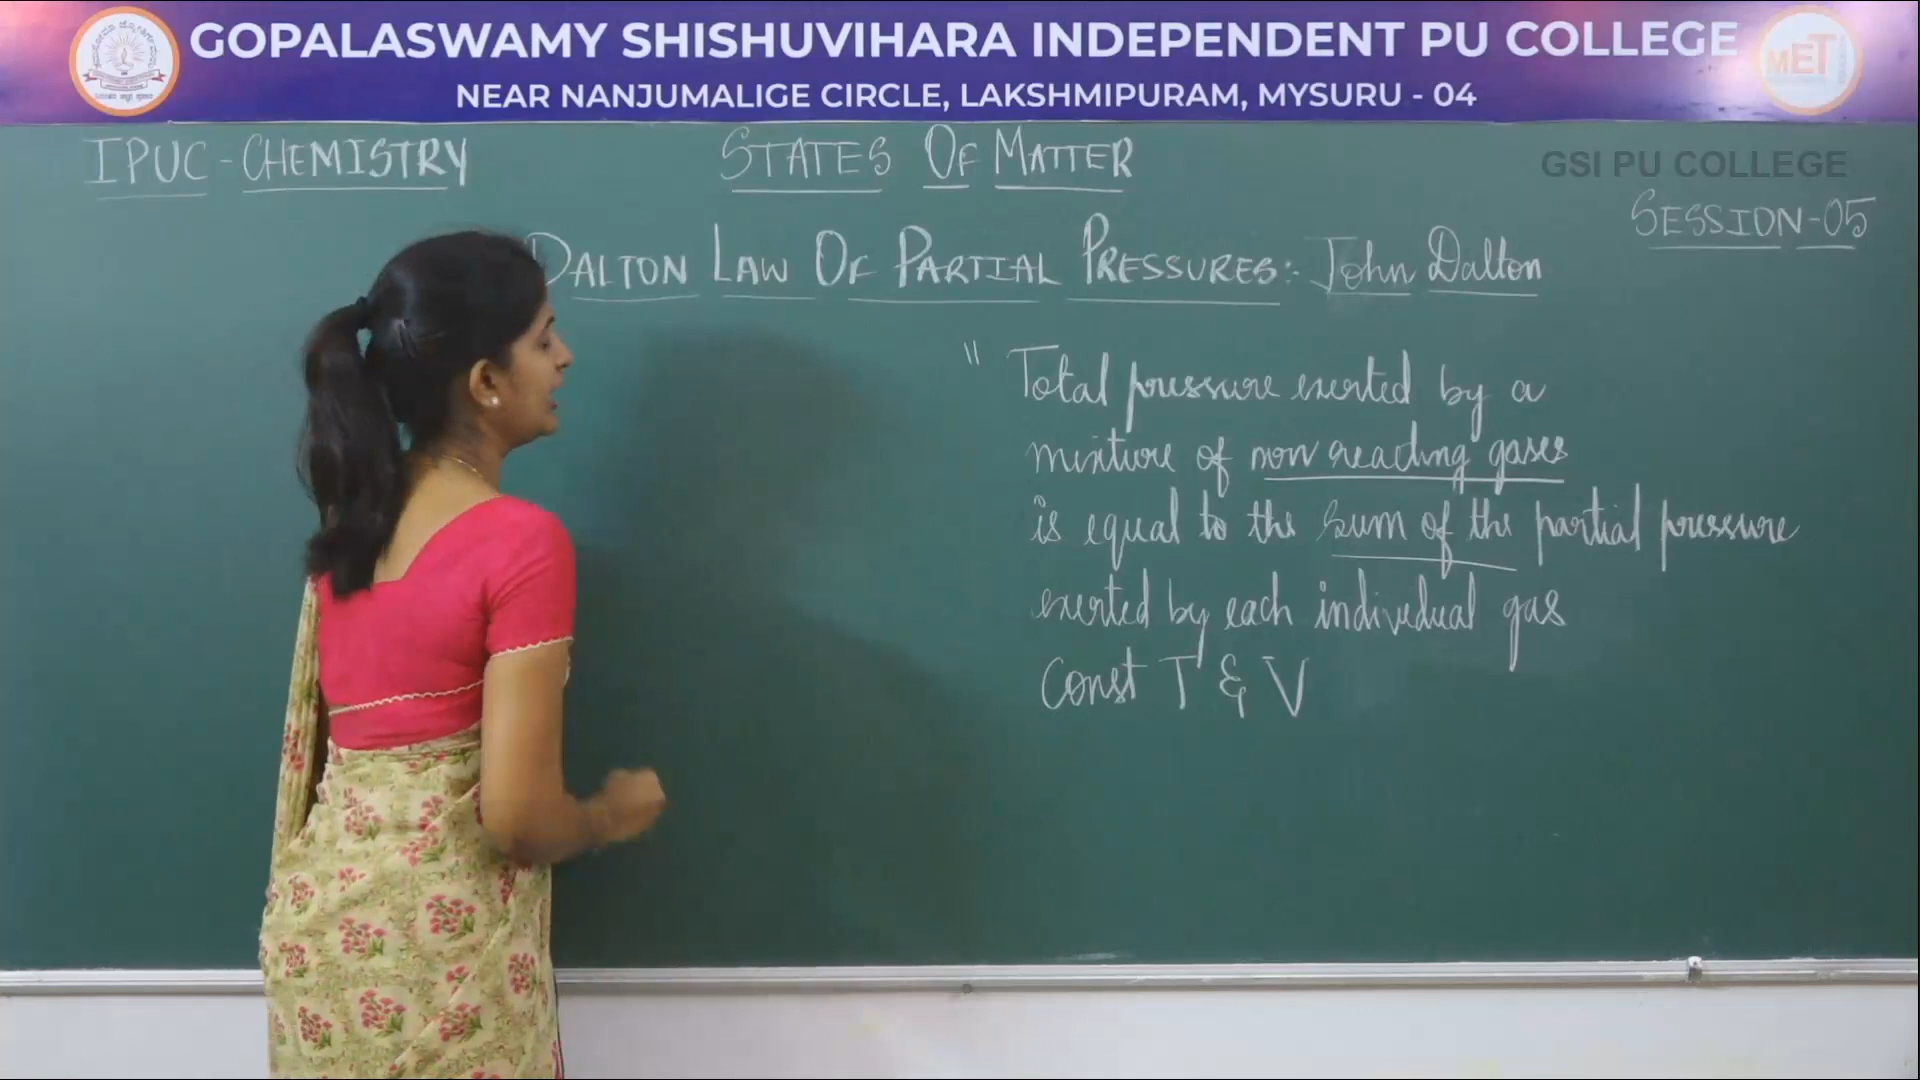 GOPALASWAMY SHISHUVIHARA INDEPENDENT PU COLLEGE
NEAR NANJUMALIGE CIRCLE, LAKSHMIPURAM, MYSURU - 04
MET
IPUC - CHEMISTRY
STATES OF MATTER
GSI PU COLLEGE
SESSION-05
DALTON LAW OF PARTIAL PRESSURES:- John Dalton
" Total pressure exerted by a
mixture of non reacting gases
is equal to the sum of the partial pressure
exerted by each individual gas
Const T & V